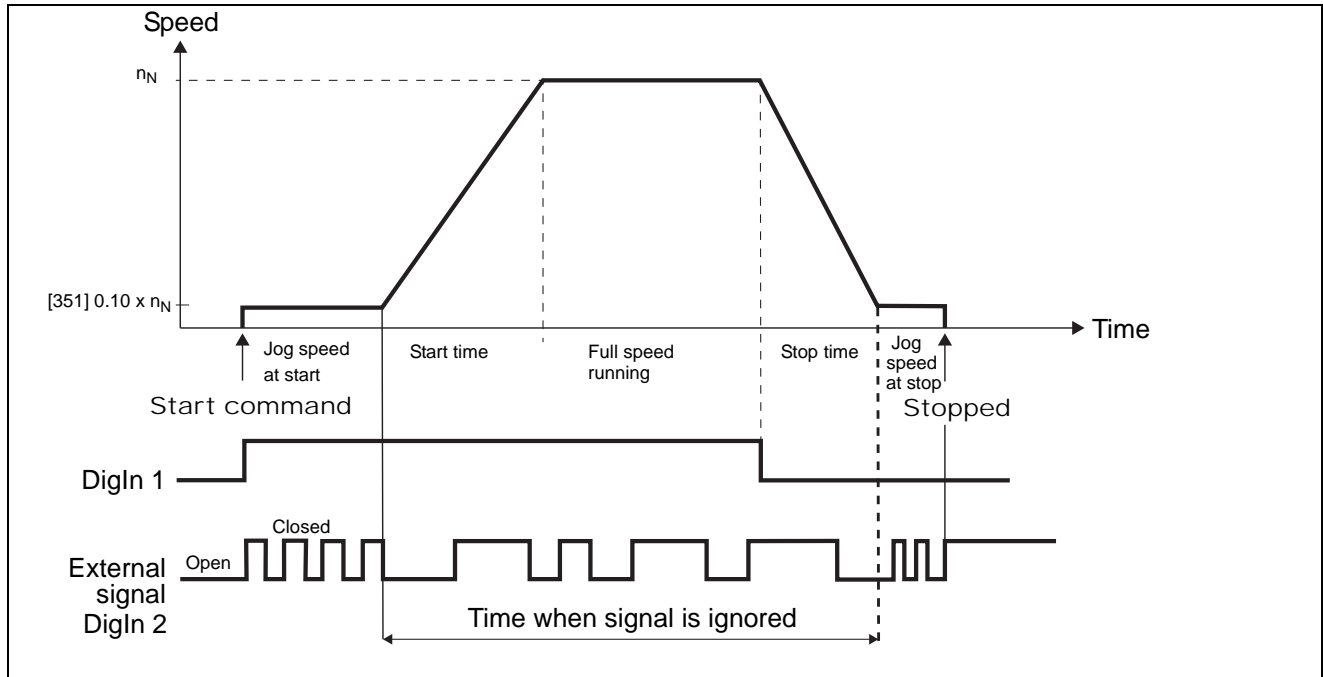 Speed
nN
[351] 0.10 x nN
Time
Jog speed
at start
Start time
Full speed
running
Stop time
Jog
speed
at stop
Start command
Stopped
DigIn 1
Closed
Open
External
signal
DigIn 2
Time when signal is ignored